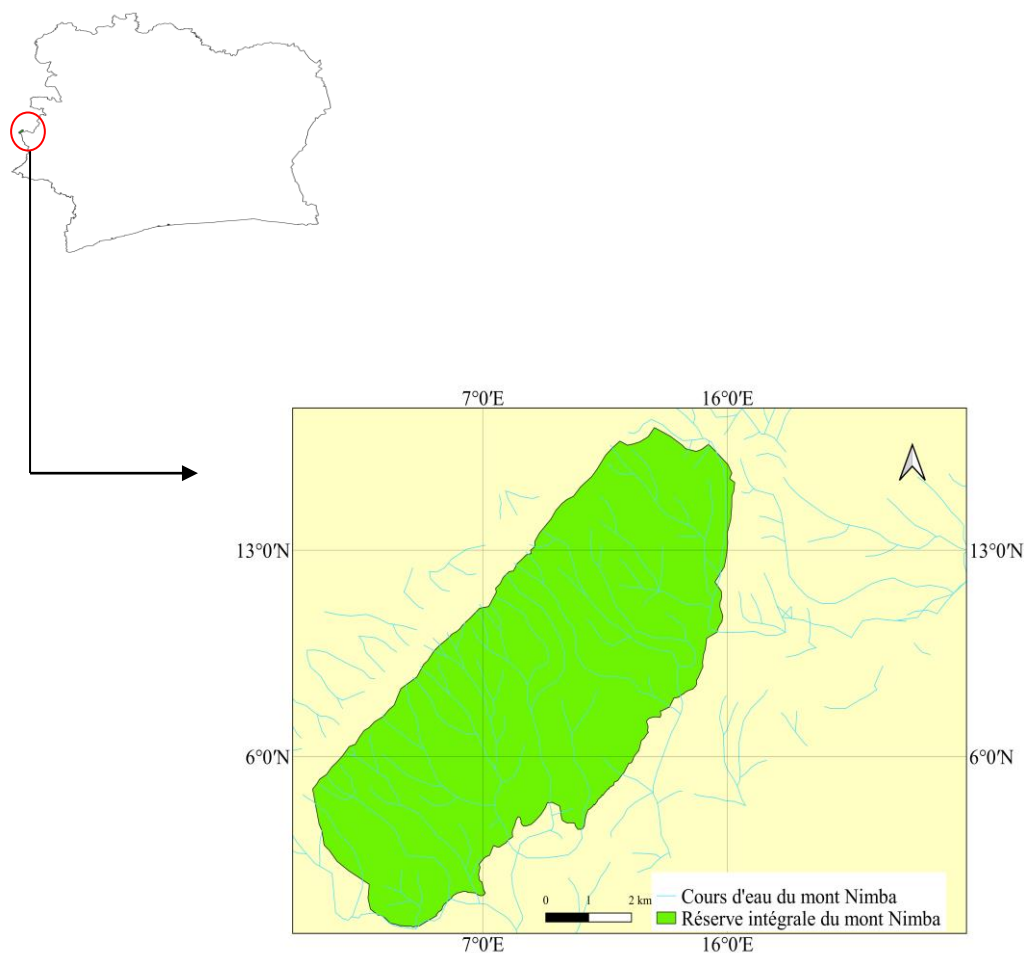 7°0′E 16°0′E
13°0′N 13°0′N
6°0′N 6°0′N
0 1 2 km
Cours d'eau du mont Nimba
Réserve intégrale du mont Nimba
7°0′E 16°0′E